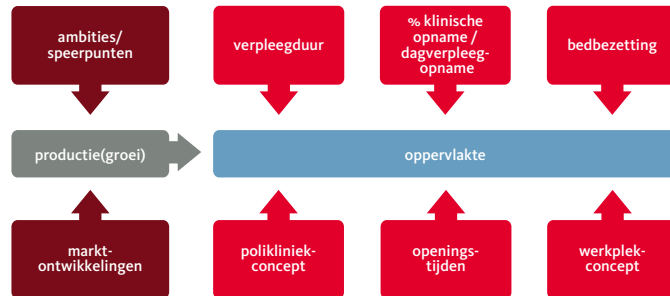 ambities/
speerpunten
verpleegduur
% klinische
opname /
dagverpleeg-
opname
bedbezetting
productie(groei)
oppervlakte
markt-
ontwikkelingen
polikliniek-
concept
openings-
tijden
werkplek-
concept